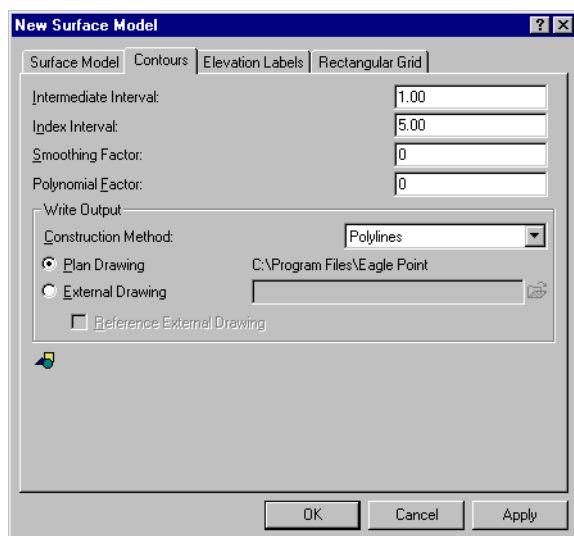 New Surface Model
Surface Model Contours Elevation Labels Rectangular Grid
Intermediate Interval: 1.00
Index Interval: 5.00
Smoothing Factor: 0
Polynomial Factor: 0
Write Output
Construction Method: Polylines
Plan Drawing C:\Program Files\Eagle Point
External Drawing
Reference External Drawing
OK Cancel Apply